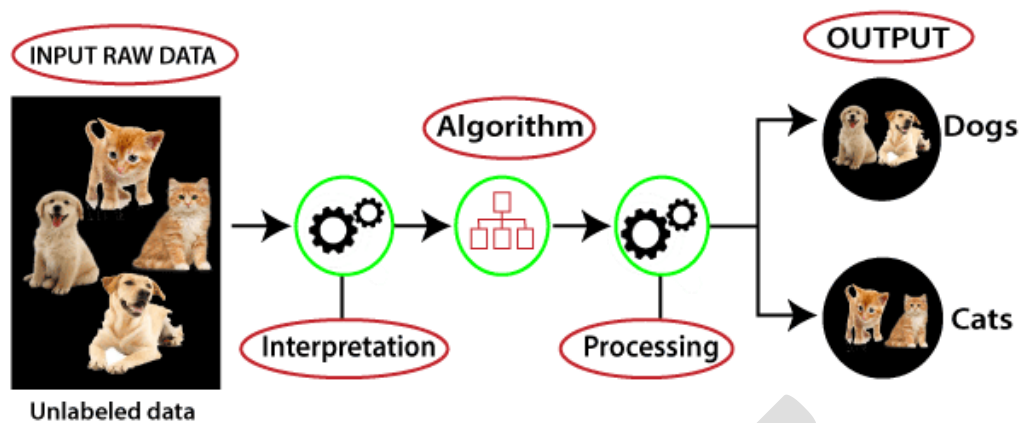 INPUT RAW DATA
OUTPUT
Algorithm
Dogs
Interpretation
Processing
Cats
Unlabeled data